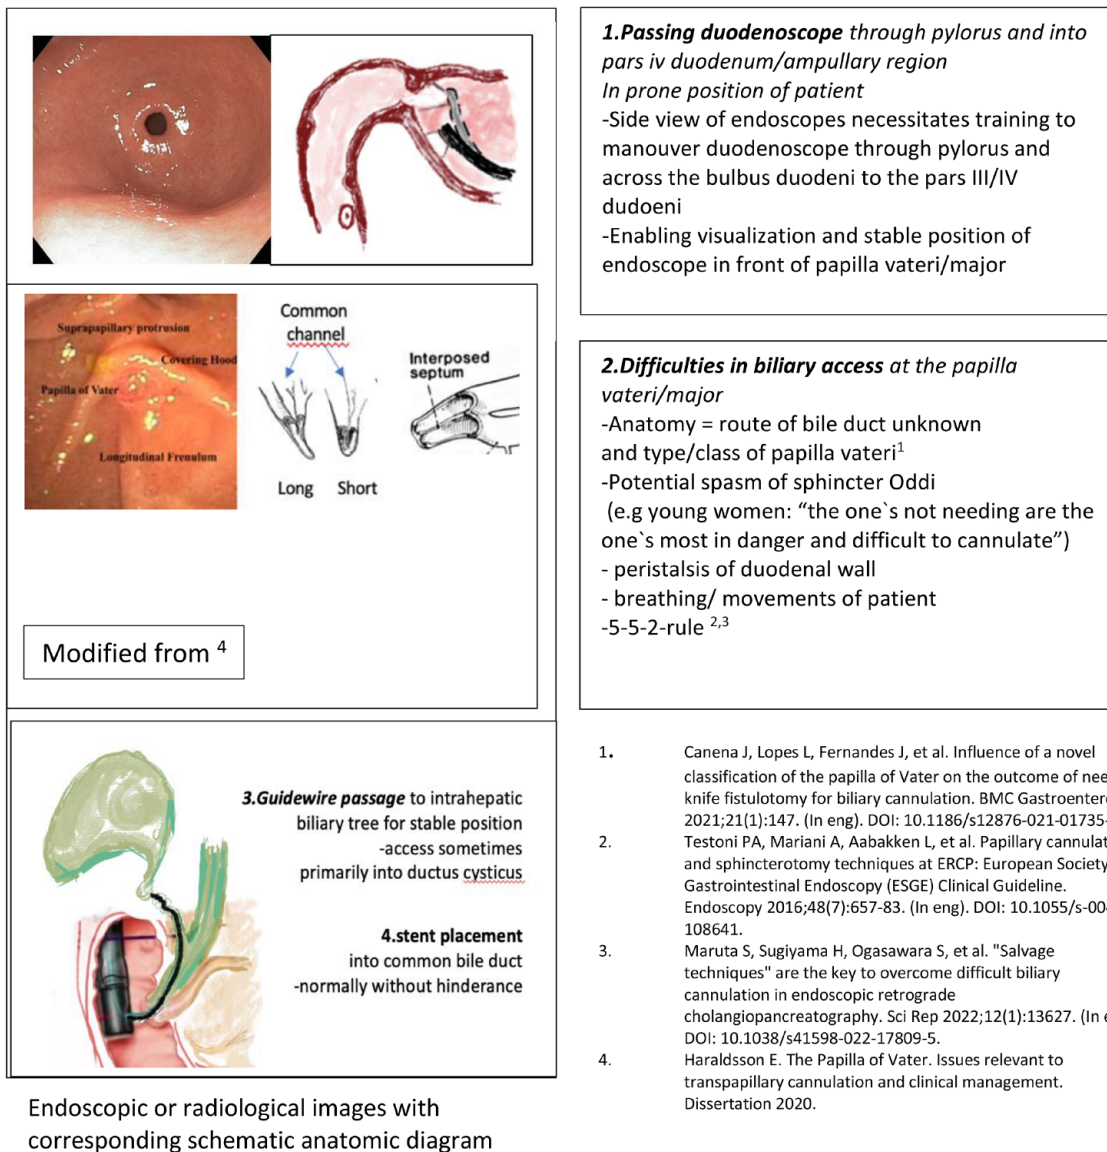 1.Passing duodenoscope through pylorus and into
pars iv duodenum/ampullary region
In prone position of patient
-Side view of endoscopes necessitates training to
manouver duodenoscope through pylorus and
across the bulbus duodeni to the pars III/IV
dudoeni
-Enabling visualization and stable position of
endoscope in front of papilla vateri/major
Suprapapillary protrusion
Covering Hood
Papilla of Vater
Longitudinal Frenulum
Common
channel
Long Short
Interposed
septum
Modified from 4
2.Difficulties in biliary access at the papilla
vateri/major
-Anatomy = route of bile duct unknown
and type/class of papilla vateri1
-Potential spasm of sphincter Oddi
(e.g young women: “the one`s not needing are the
one`s most in danger and difficult to cannulate”)
- peristalsis of duodenal wall
- breathing/ movements of patient
-5-5-2-rule 2,3
3.Guidewire passage to intrahepatic
biliary tree for stable position
-access sometimes
primarily into ductus cysticus
4.stent placement
into common bile duct
-normally without hinderance
1. Canena J, Lopes L, Fernandes J, et al. Influence of a novel
classification of the papilla of Vater on the outcome of nee
knife fistulotomy for biliary cannulation. BMC Gastroenter
2021;21(1):147. (In eng). DOI: 10.1186/s12876-021-01735-
2. Testoni PA, Mariani A, Aabakken L, et al. Papillary cannulat
and sphincterotomy techniques at ERCP: European Society
Gastrointestinal Endoscopy (ESGE) Clinical Guideline.
Endoscopy 2016;48(7):657-83. (In eng). DOI: 10.1055/s-004
108641.
3. Maruta S, Sugiyama H, Ogasawara S, et al. "Salvage
techniques" are the key to overcome difficult biliary
cannulation in endoscopic retrograde
cholangiopancreatography. Sci Rep 2022;12(1):13627. (In e
DOI: 10.1038/s41598-022-17809-5.
4. Haraldsson E. The Papilla of Vater. Issues relevant to
transpapillary cannulation and clinical management.
Dissertation 2020.
Endoscopic or radiological images with
corresponding schematic anatomic diagram